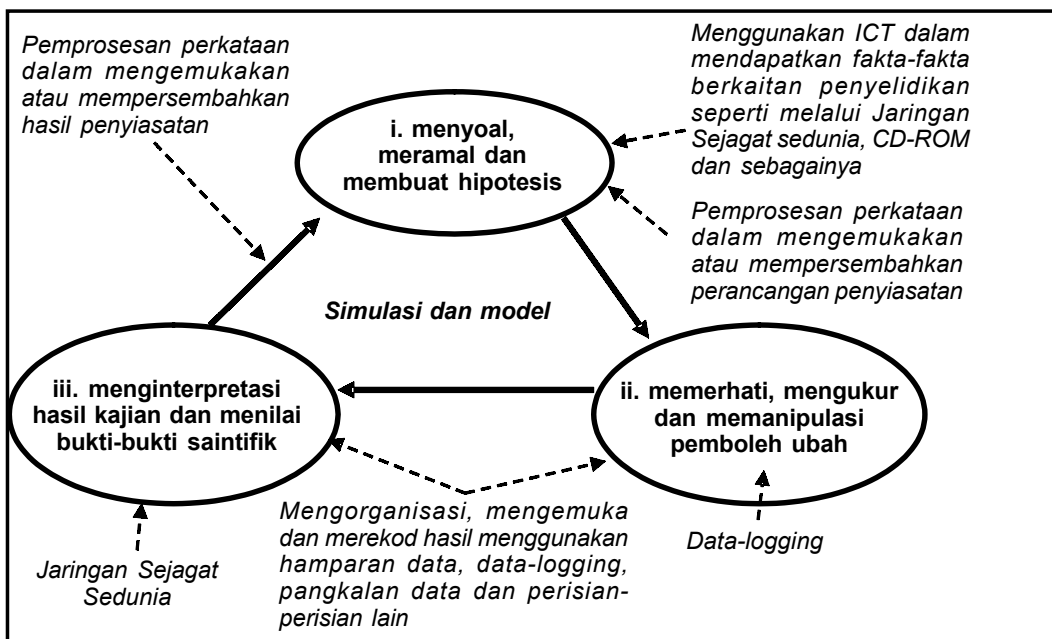 Pemprosesan perkataan
dalam mengemukakan
atau mempersembahkan
hasil penyiasatan
Menggunakan ICT dalam
mendapatkan fakta-fakta
berkaitan penyelidikan
seperti melalui Jaringan
Sejagat sedunia, CD-ROM
dan sebagainya
i. menyoal,
meramal dan
membuat hipotesis
Pemprosesan perkataan
dalam mengemukakan
atau mempersembahkan
perancangan penyiasatan
Simulasi dan model
iii. menginterpretasi
hasil kajian dan menilai
bukti-bukti saintifik
ii. memerhati, mengukur
dan memanipulasi
pemboleh ubah
Mengorganisasi, mengemuka
dan merekod hasil menggunakan
hamparan data, data-logging,
pangkalan data dan perisian-
perisian lain
Data-logging
Jaringan Sejagat
Sedunia